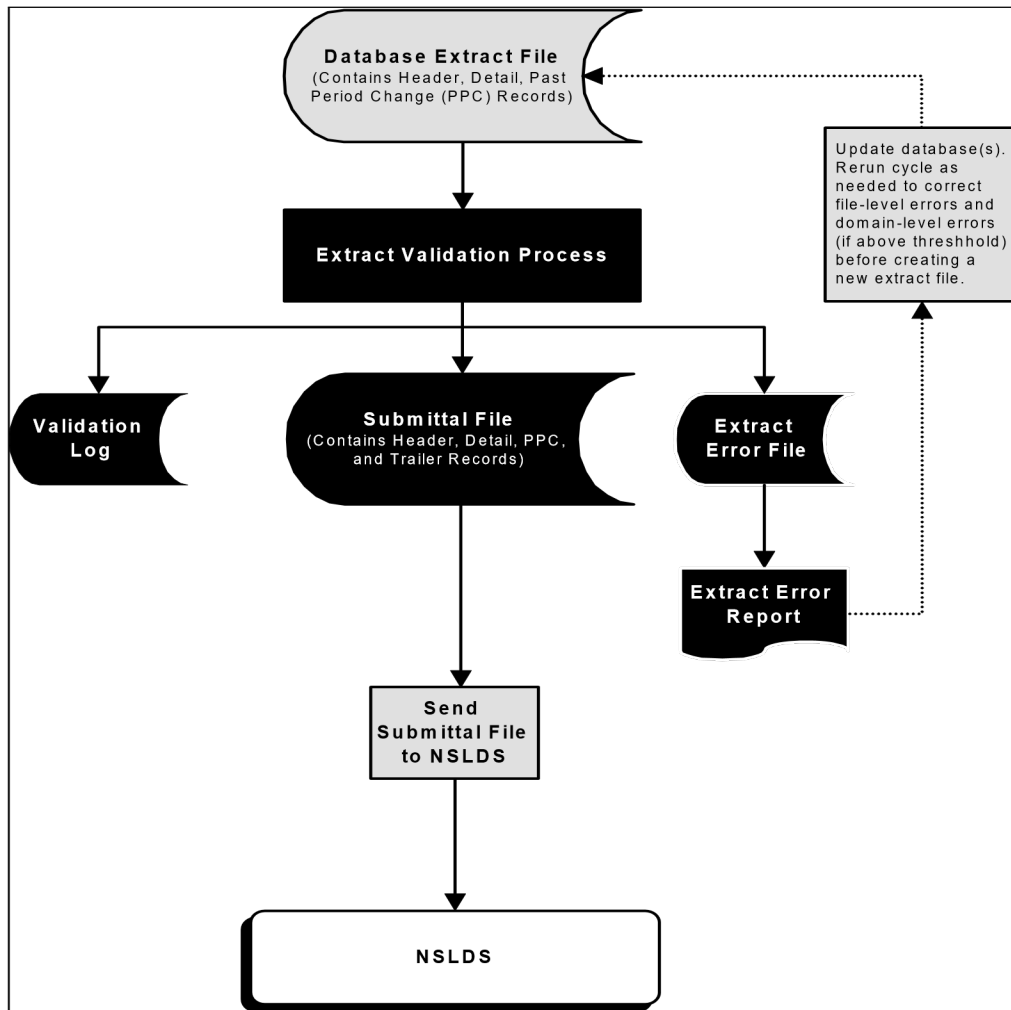 Database Extract File
(Contains Header, Detail, Past
Period Change (PPC) Records)
Update database(s).
Rerun cycle as
needed to correct
file-level errors and
domain-level errors
(if above threshhold)
before creating a
new extract file.
Extract Validation Process
Validation
Log
Submittal File
(Contains Header, Detail, PPC,
and Trailer Records)
Extract
Error File
Extract Error
Report
Send
Submittal File
to NSLDS
NSLDS